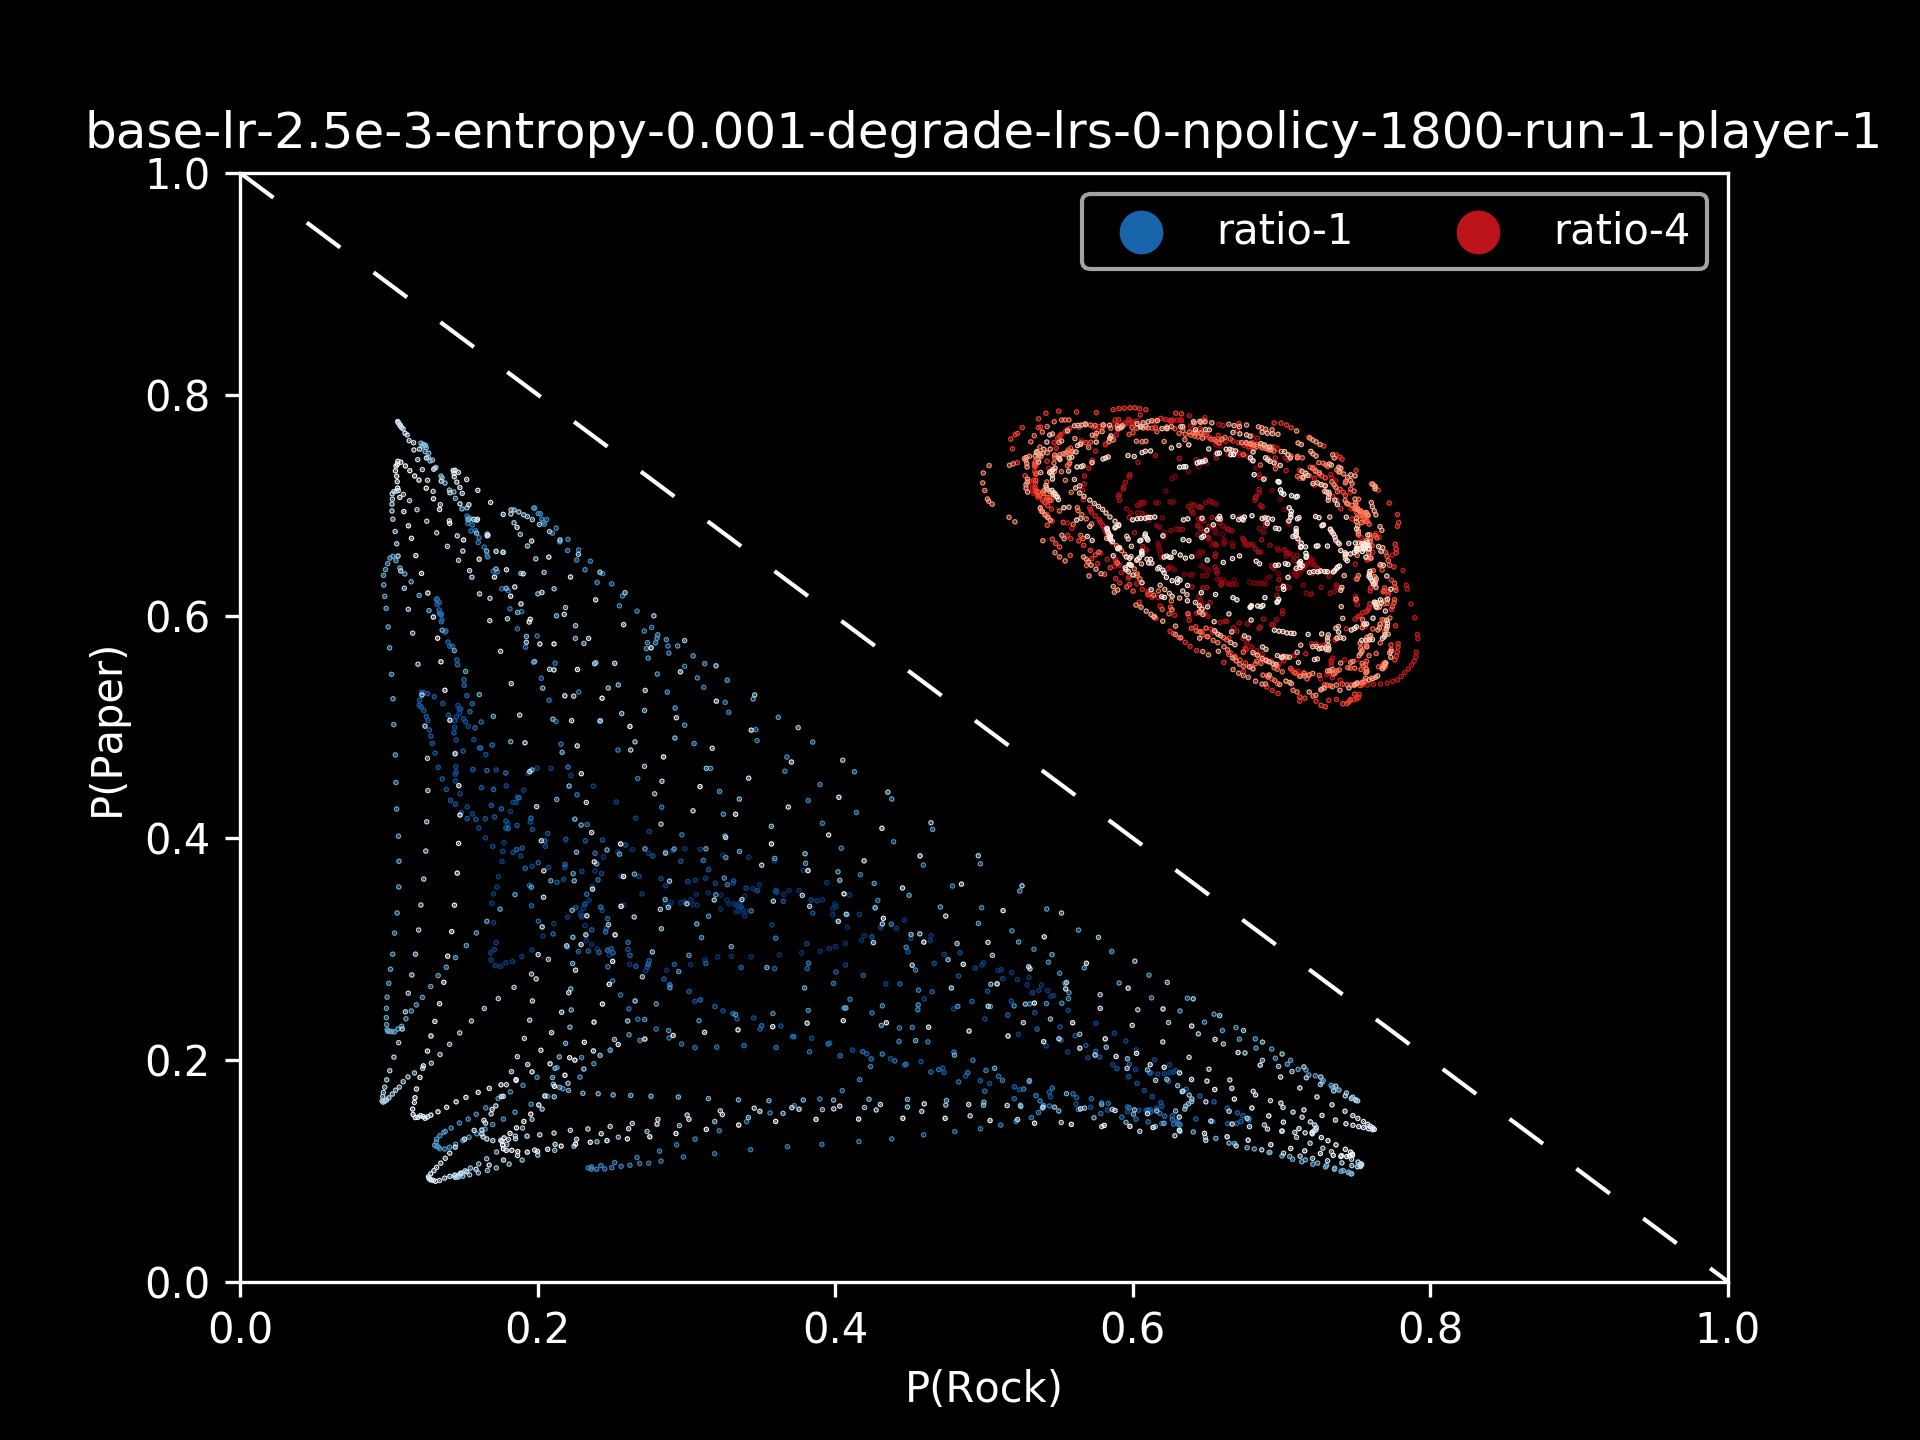 base-lr-2.5e-3-entropy-0.001-degrade-lrs-0-npolicy-1800-run-1-player-1
ratio-1 ratio-4
P(Paper)
1.0
0.8
0.6
0.4
0.2
0.0
0.0 0.2 0.4 0.6 0.8 1.0
P(Rock)